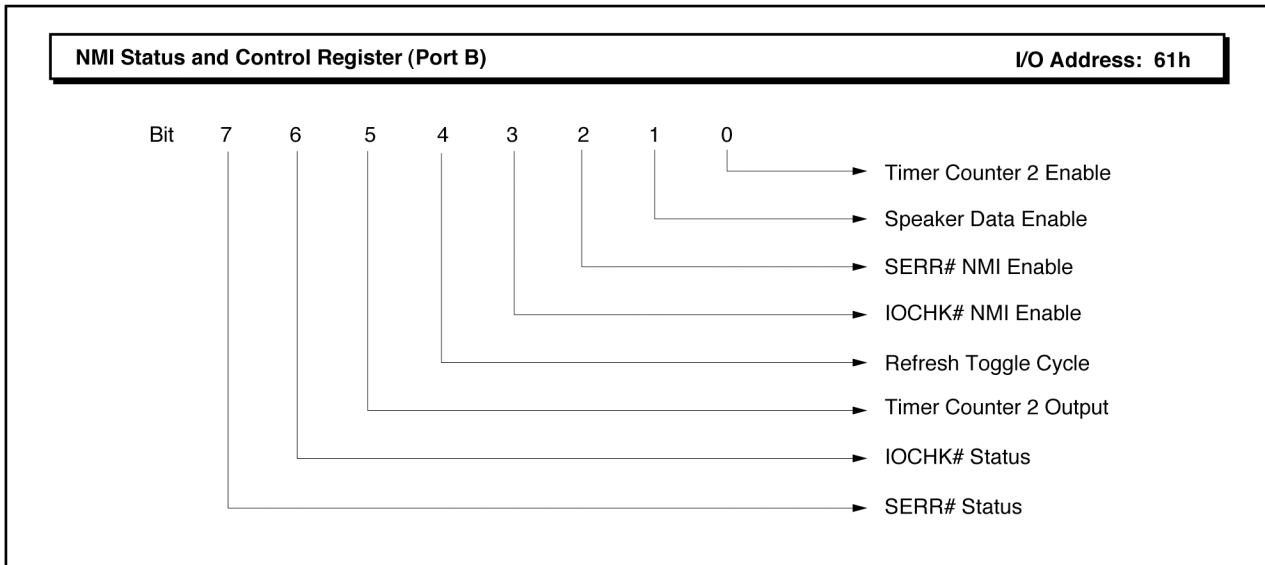 NMI Status and Control Register (Port B) I/O Address: 61h
Bit 7 6 5 4 3 2 1 0
Timer Counter 2 Enable
Speaker Data Enable
SERR# NMI Enable
IOCHK# NMI Enable
Refresh Toggle Cycle
Timer Counter 2 Output
IOCHK# Status
SERR# Status